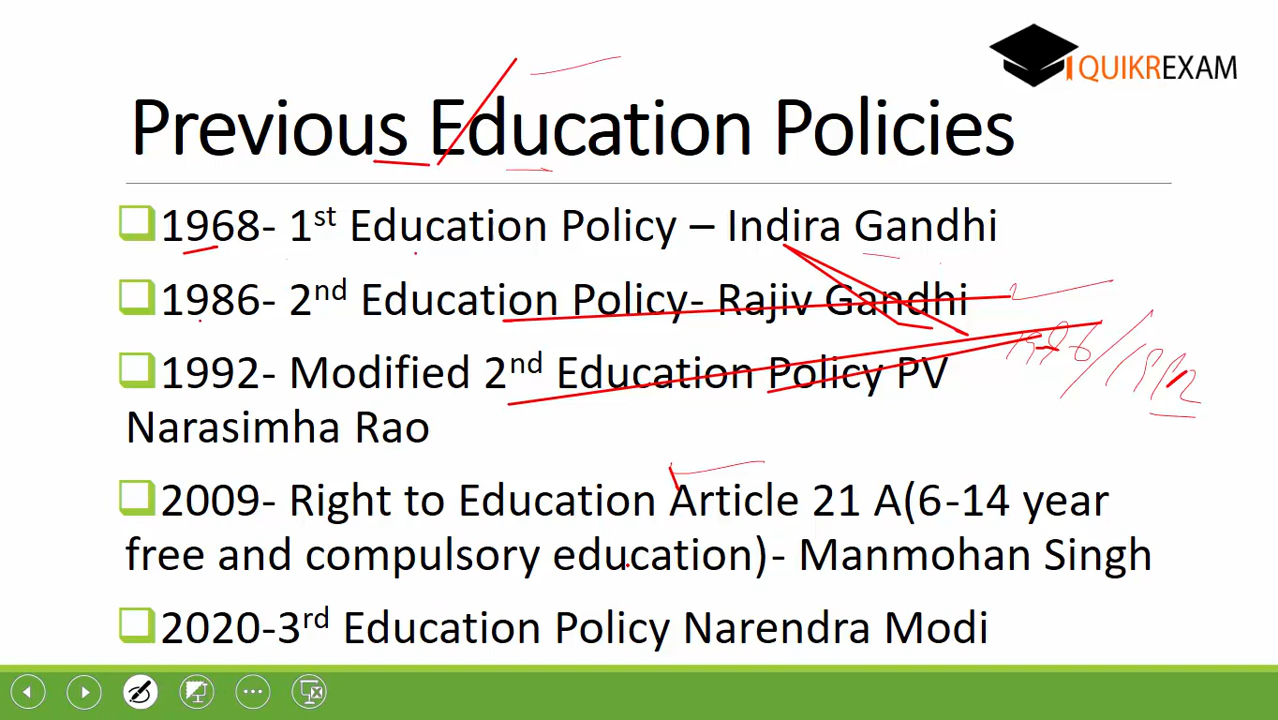 QUIKREXAM
Previous Education Policies
1968- 1st Education Policy – Indira Gandhi
1986- 2nd Education Policy- Rajiv Gandhi
1992- Modified 2nd Education Policy PV
Narasimha Rao
1986/1992
2009- Right to Education Article 21 A(6-14 year
free and compulsory education)- Manmohan Singh
2020-3rd Education Policy Narendra Modi